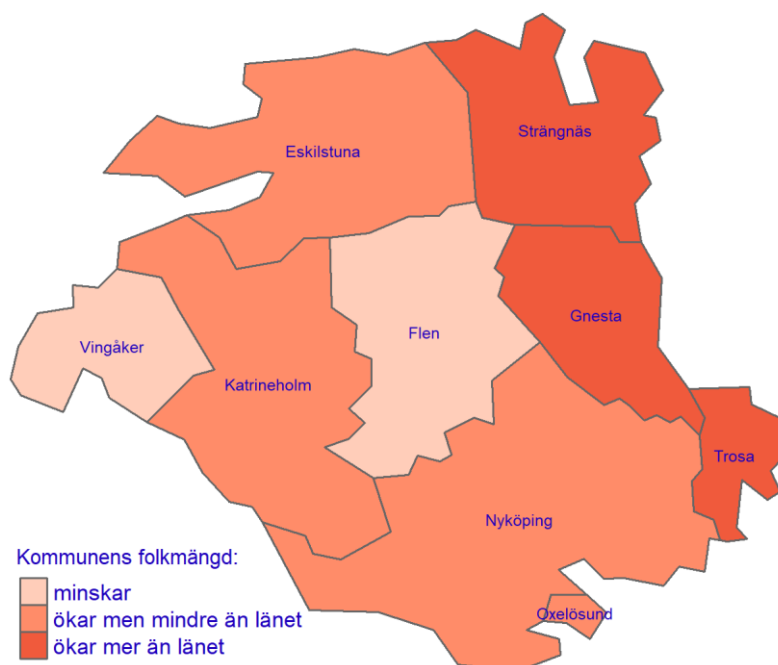 Strängnäs
Eskilstuna
Gnesta
Flen
Vingåker
Katrineholm
Trosa
Nyköping
Oxelösund
Kommunens folkmängd:
minskar
ökar men mindre än länet
ökar mer än länet